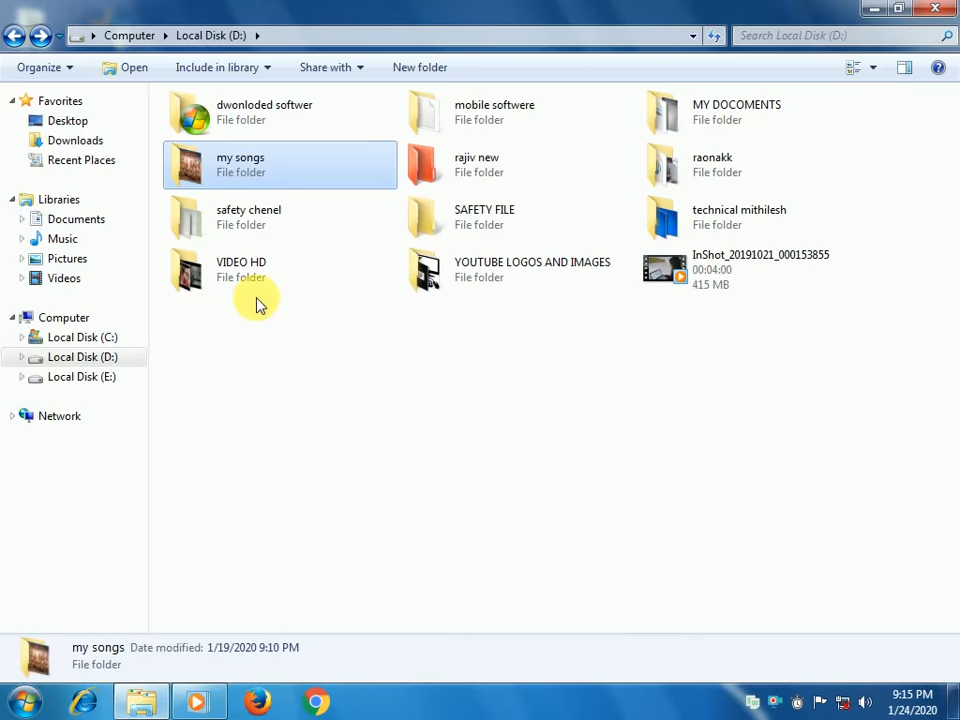 Computer Local Disk (D:)
Search Local Disk (D:)
Organize Open Include in library Share with New folder
Favorites
Desktop
Downloads
Recent Places
Libraries
Documents
Music
Pictures
Videos
Computer
Local Disk (C:)
Local Disk (D:)
Local Disk (E:)
Network
dwonloded softwer
File folder
mobile softwere
File folder
MY DOCOMENTS
File folder
my songs
File folder
rajiv new
File folder
raonakk
File folder
safety chenel
File folder
SAFETY FILE
File folder
technical mithilesh
File folder
VIDEO HD
File folder
YOUTUBE LOGOS AND IMAGES
File folder
InShot_20191021_000153855
00:04:00
415 MB
my songs Date modified: 1/19/2020 9:10 PM
File folder
9:15 PM
1/24/2020